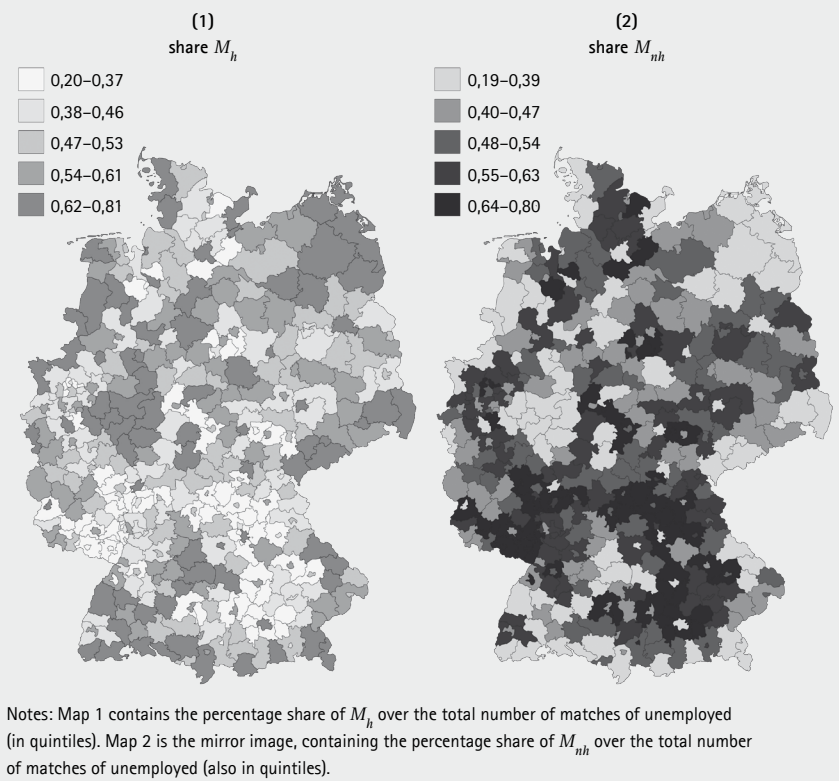 (1)
share M_h
0,20–0,37
0,38–0,46
0,47–0,53
0,54–0,61
0,62–0,81
(2)
share M_nh
0,19–0,39
0,40–0,47
0,48–0,54
0,55–0,63
0,64–0,80
Notes: Map 1 contains the percentage share of M_h over the total number of matches of unemployed
(in quintiles). Map 2 is the mirror image, containing the percentage share of M_nh over the total number
of matches of unemployed (also in quintiles).